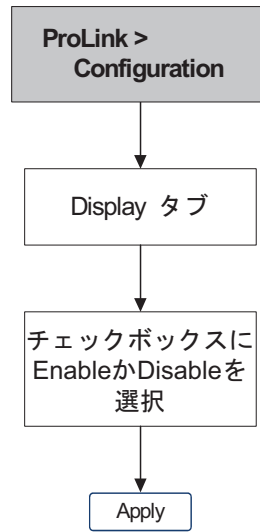 ProLink >
Configuration
Display タブ
チェックボックスに
EnableかDisableを
選択
Apply